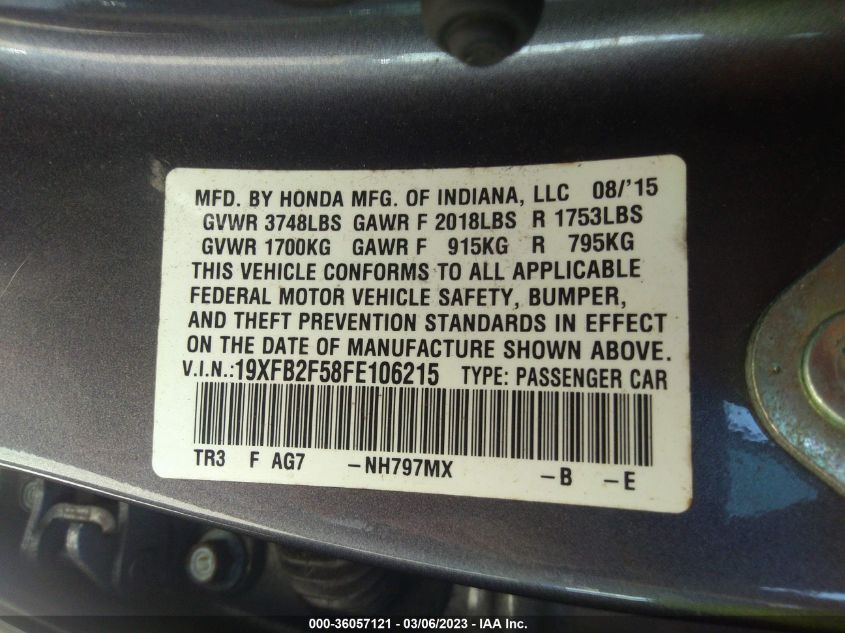 MFD. BY HONDA MFG. OF INDIANA, LLC 08/'15
GVWR 3748LBS GAWR F 2018LBS R 1753LBS
GVWR 1700KG GAWR F 915KG R 795KG
THIS VEHICLE CONFORMS TO ALL APPLICABLE
FEDERAL MOTOR VEHICLE SAFETY, BUMPER,
AND THEFT PREVENTION STANDARDS IN EFFECT
ON THE DATE OF MANUFACTURE SHOWN ABOVE.
V.I.N.:19XFB2F58FE106215 TYPE: PASSENGER CAR
TR3 F AG7 -NH797MX -B -E
000-36057121 - 03/06/2023 - IAA Inc.